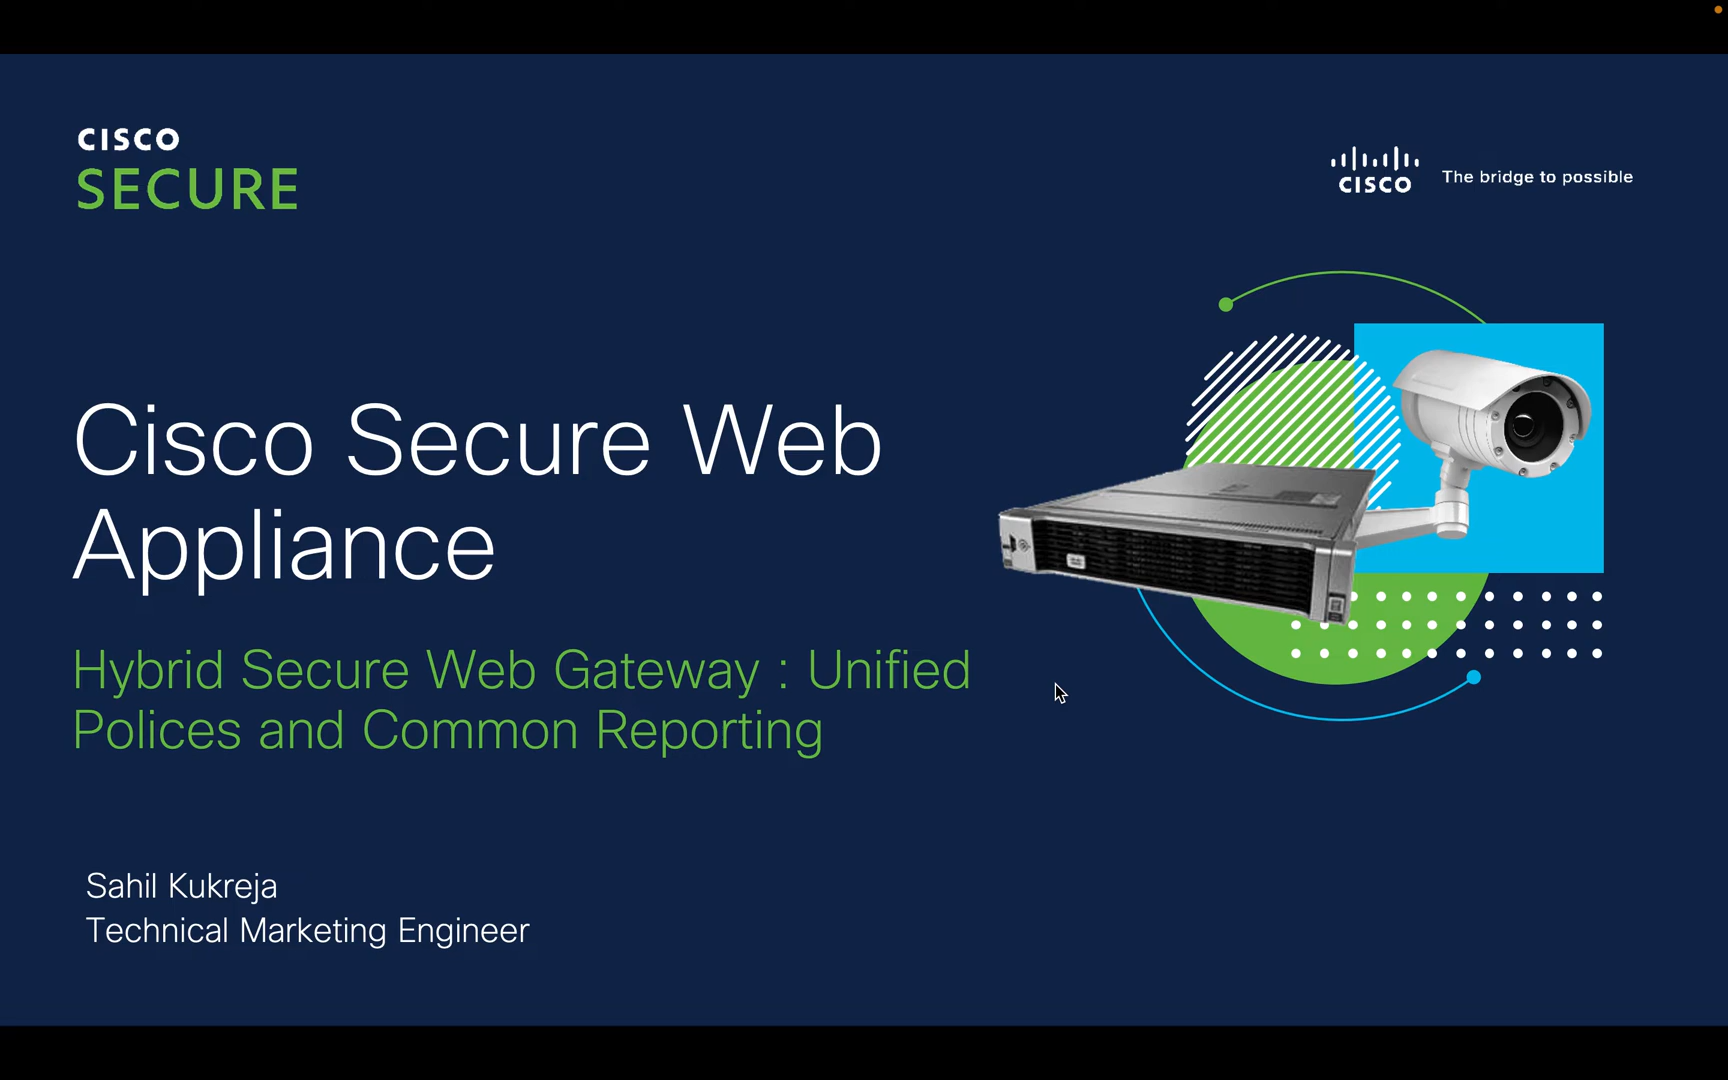 CISCO
SECURE
CISCO
The bridge to possible
Cisco Secure Web
Appliance
Hybrid Secure Web Gateway : Unified
Polices and Common Reporting
Sahil Kukreja
Technical Marketing Engineer